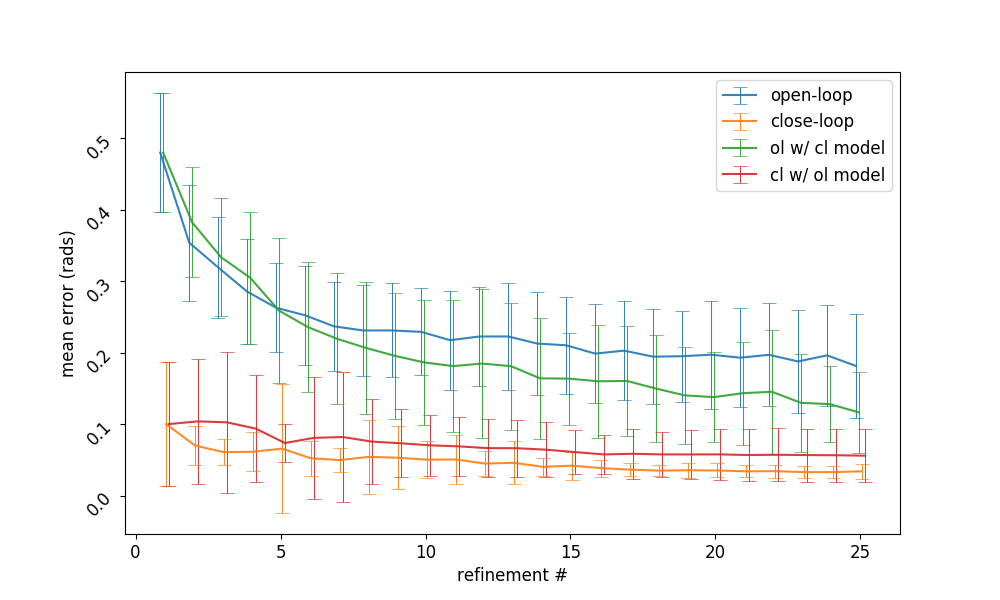 open-loop
close-loop
ol w/ cl model
cl w/ ol model
mean error (rads)
0.5
0.4
0.3
0.2
0.1
0.0
0 5 10 15 20 25
refinement #